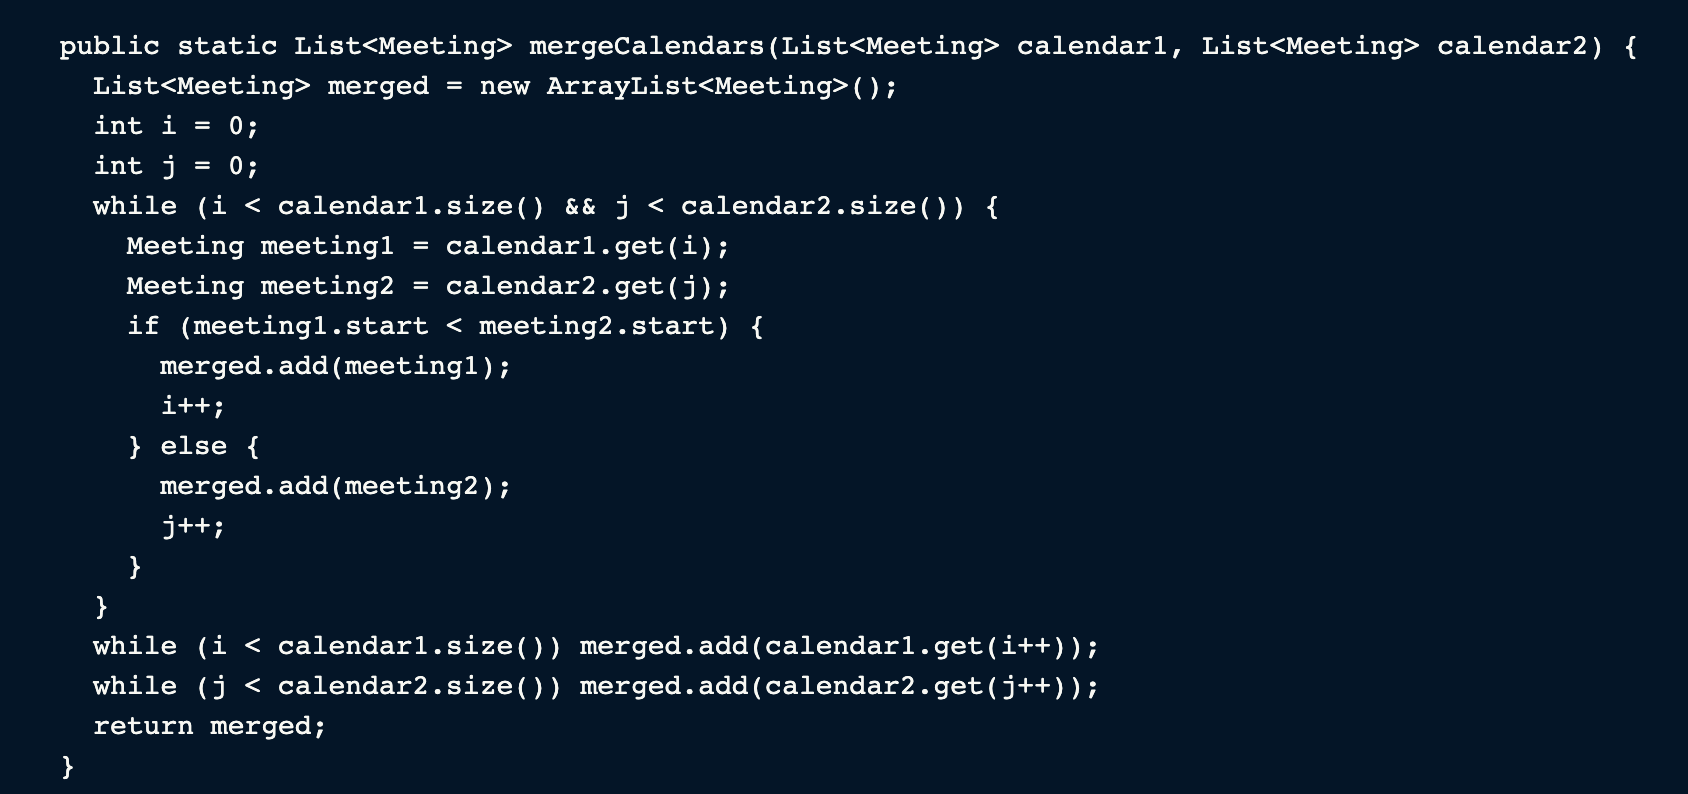 public static List<Meeting> mergeCalendars(List<Meeting> calendar1, List<Meeting> calendar2) {
  List<Meeting> merged = new ArrayList<Meeting>();
  int i = 0;
  int j = 0;
  while (i < calendar1.size() && j < calendar2.size()) {
    Meeting meeting1 = calendar1.get(i);
    Meeting meeting2 = calendar2.get(j);
    if (meeting1.start < meeting2.start) {
      merged.add(meeting1);
      i++;
    } else {
      merged.add(meeting2);
      j++;
    }
  }
  while (i < calendar1.size()) merged.add(calendar1.get(i++));
  while (j < calendar2.size()) merged.add(calendar2.get(j++));
  return merged;
}